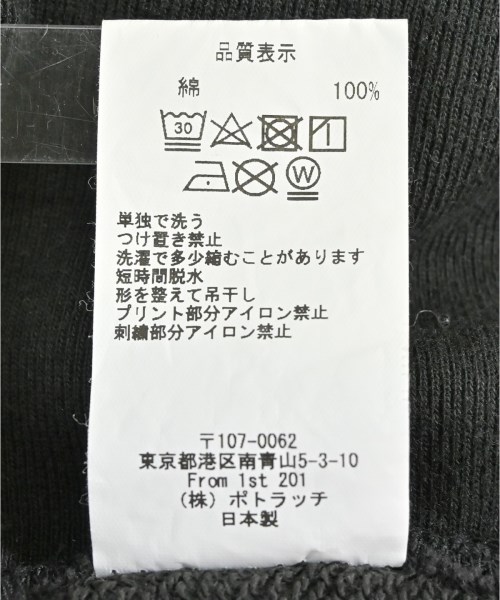 品質表示
綿 100%
30
W
単独で洗う
つけ置き禁止
洗濯で多少縮むことがあります
短時間脱水
形を整えて吊干し
プリント部分アイロン禁止
刺繍部分アイロン禁止
〒107-0062
東京都港区南青山5-3-10
From 1st 201
(株) ポトラッチ
日本製